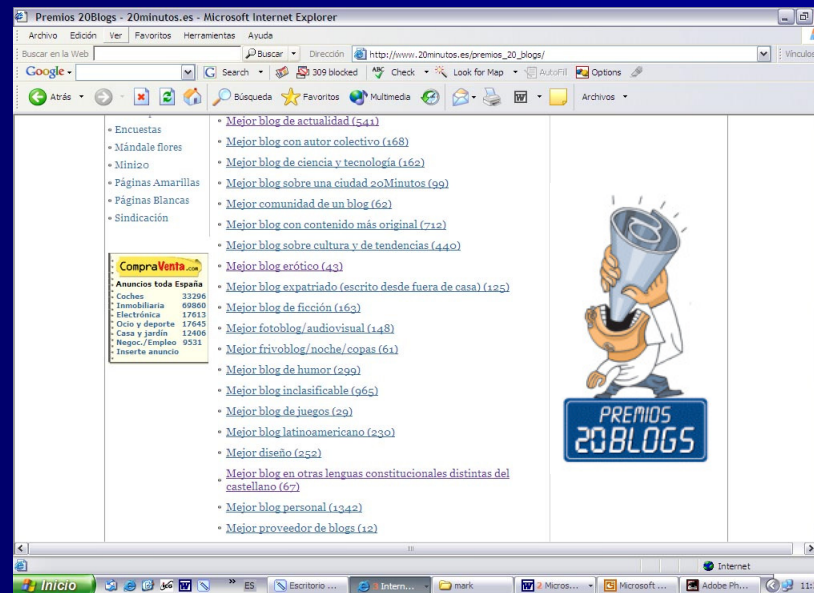 Premios 20Blogs - 20minutos.es - Microsoft Internet Explorer
Archivo Edición Ver Favoritos Herramientas Ayuda
Buscar en la Web Buscar Dirección http://www.20minutos.es/premios_20_blogs/ Vínculos
Google Search 309 blocked ABC Check Look for Map AutoFill Options
Atrás Búsqueda Favoritos Multimedia Archivos
Encuestas
Mándale flores
Mini20
Páginas Amarillas
Páginas Blancas
Sindicación
CompraVenta.com
Anuncios toda España
Coches 33296
Inmobiliaria 69860
Electrónica 17613
Ocio y deporte 17645
Casa y jardín 12406
Negoc./Empleo 9531
Inserte anuncio
Mejor blog de actualidad (541)
Mejor blog con autor colectivo (168)
Mejor blog de ciencia y tecnología (162)
Mejor blog sobre una ciudad 20Minutos (99)
Mejor comunidad de un blog (62)
Mejor blog con contenido más original (712)
Mejor blog sobre cultura y de tendencias (440)
Mejor blog erótico (43)
Mejor blog expatriado (escrito desde fuera de casa) (125)
Mejor blog de ficción (163)
Mejor fotoblog/audiovisual (148)
Mejor frivoblog/noche/copas (61)
Mejor blog de humor (299)
Mejor blog inclasificable (965)
Mejor blog de juegos (29)
Mejor blog latinoamericano (230)
Mejor diseño (252)
Mejor blog en otras lenguas constitucionales distintas del
castellano (67)
Mejor blog personal (1342)
Mejor proveedor de blogs (12)
PREMIOS
20BLOGS
Internet
Inicio ES Escritorio ... Intern... mark 2 Micros... Microsoft ... Adobe Ph...